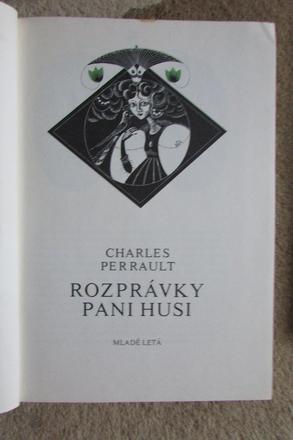 CHARLES
PERRAULT
ROZPRÁVKY
PANI HUSI
MLADÉ LETÁ